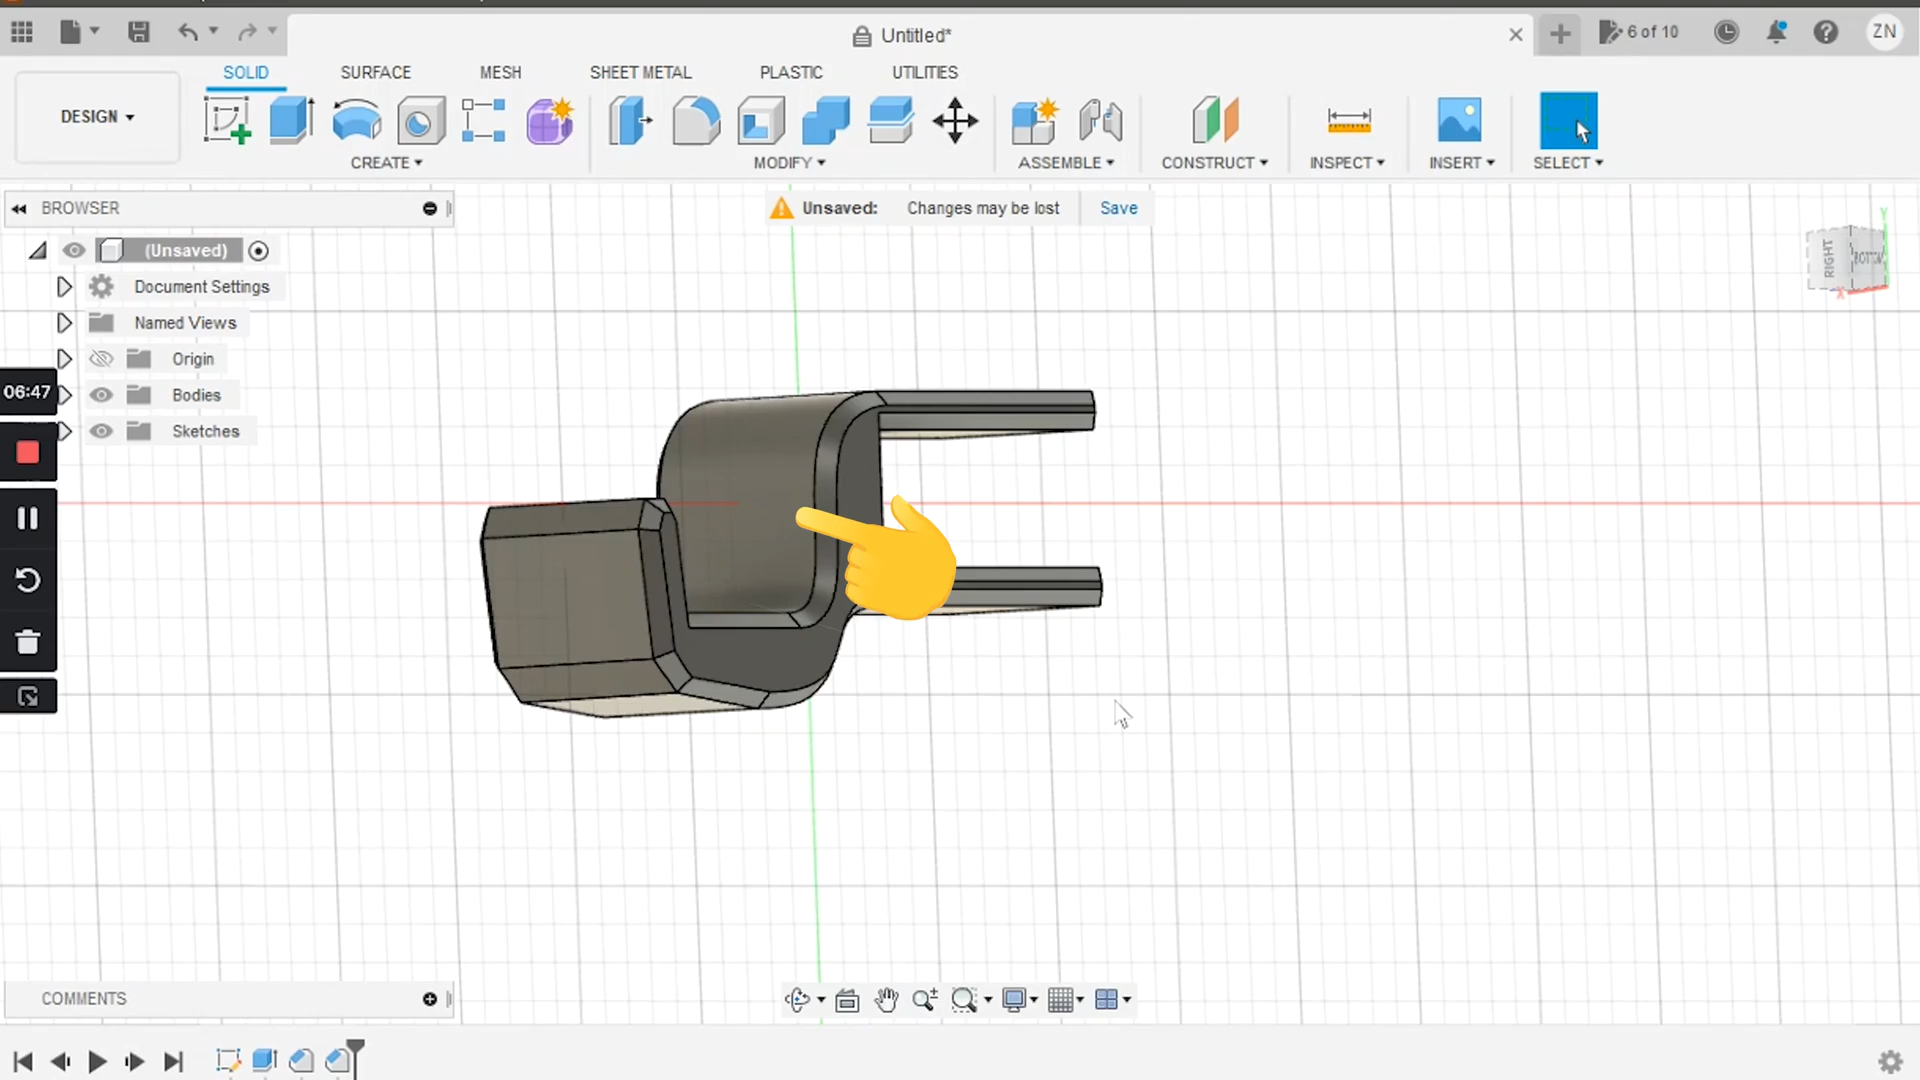 Untitled*
6 of 10
ZN
DESIGN
SOLID
SURFACE
MESH
SHEET METAL
PLASTIC
UTILITIES
CREATE
MODIFY
ASSEMBLE
CONSTRUCT
INSPECT
INSERT
SELECT
BROWSER
Unsaved: Changes may be lost Save
(Unsaved)
Document Settings
Named Views
Origin
06:47
Bodies
Sketches
Y
RIGHT
BOTTOM
X
COMMENTS